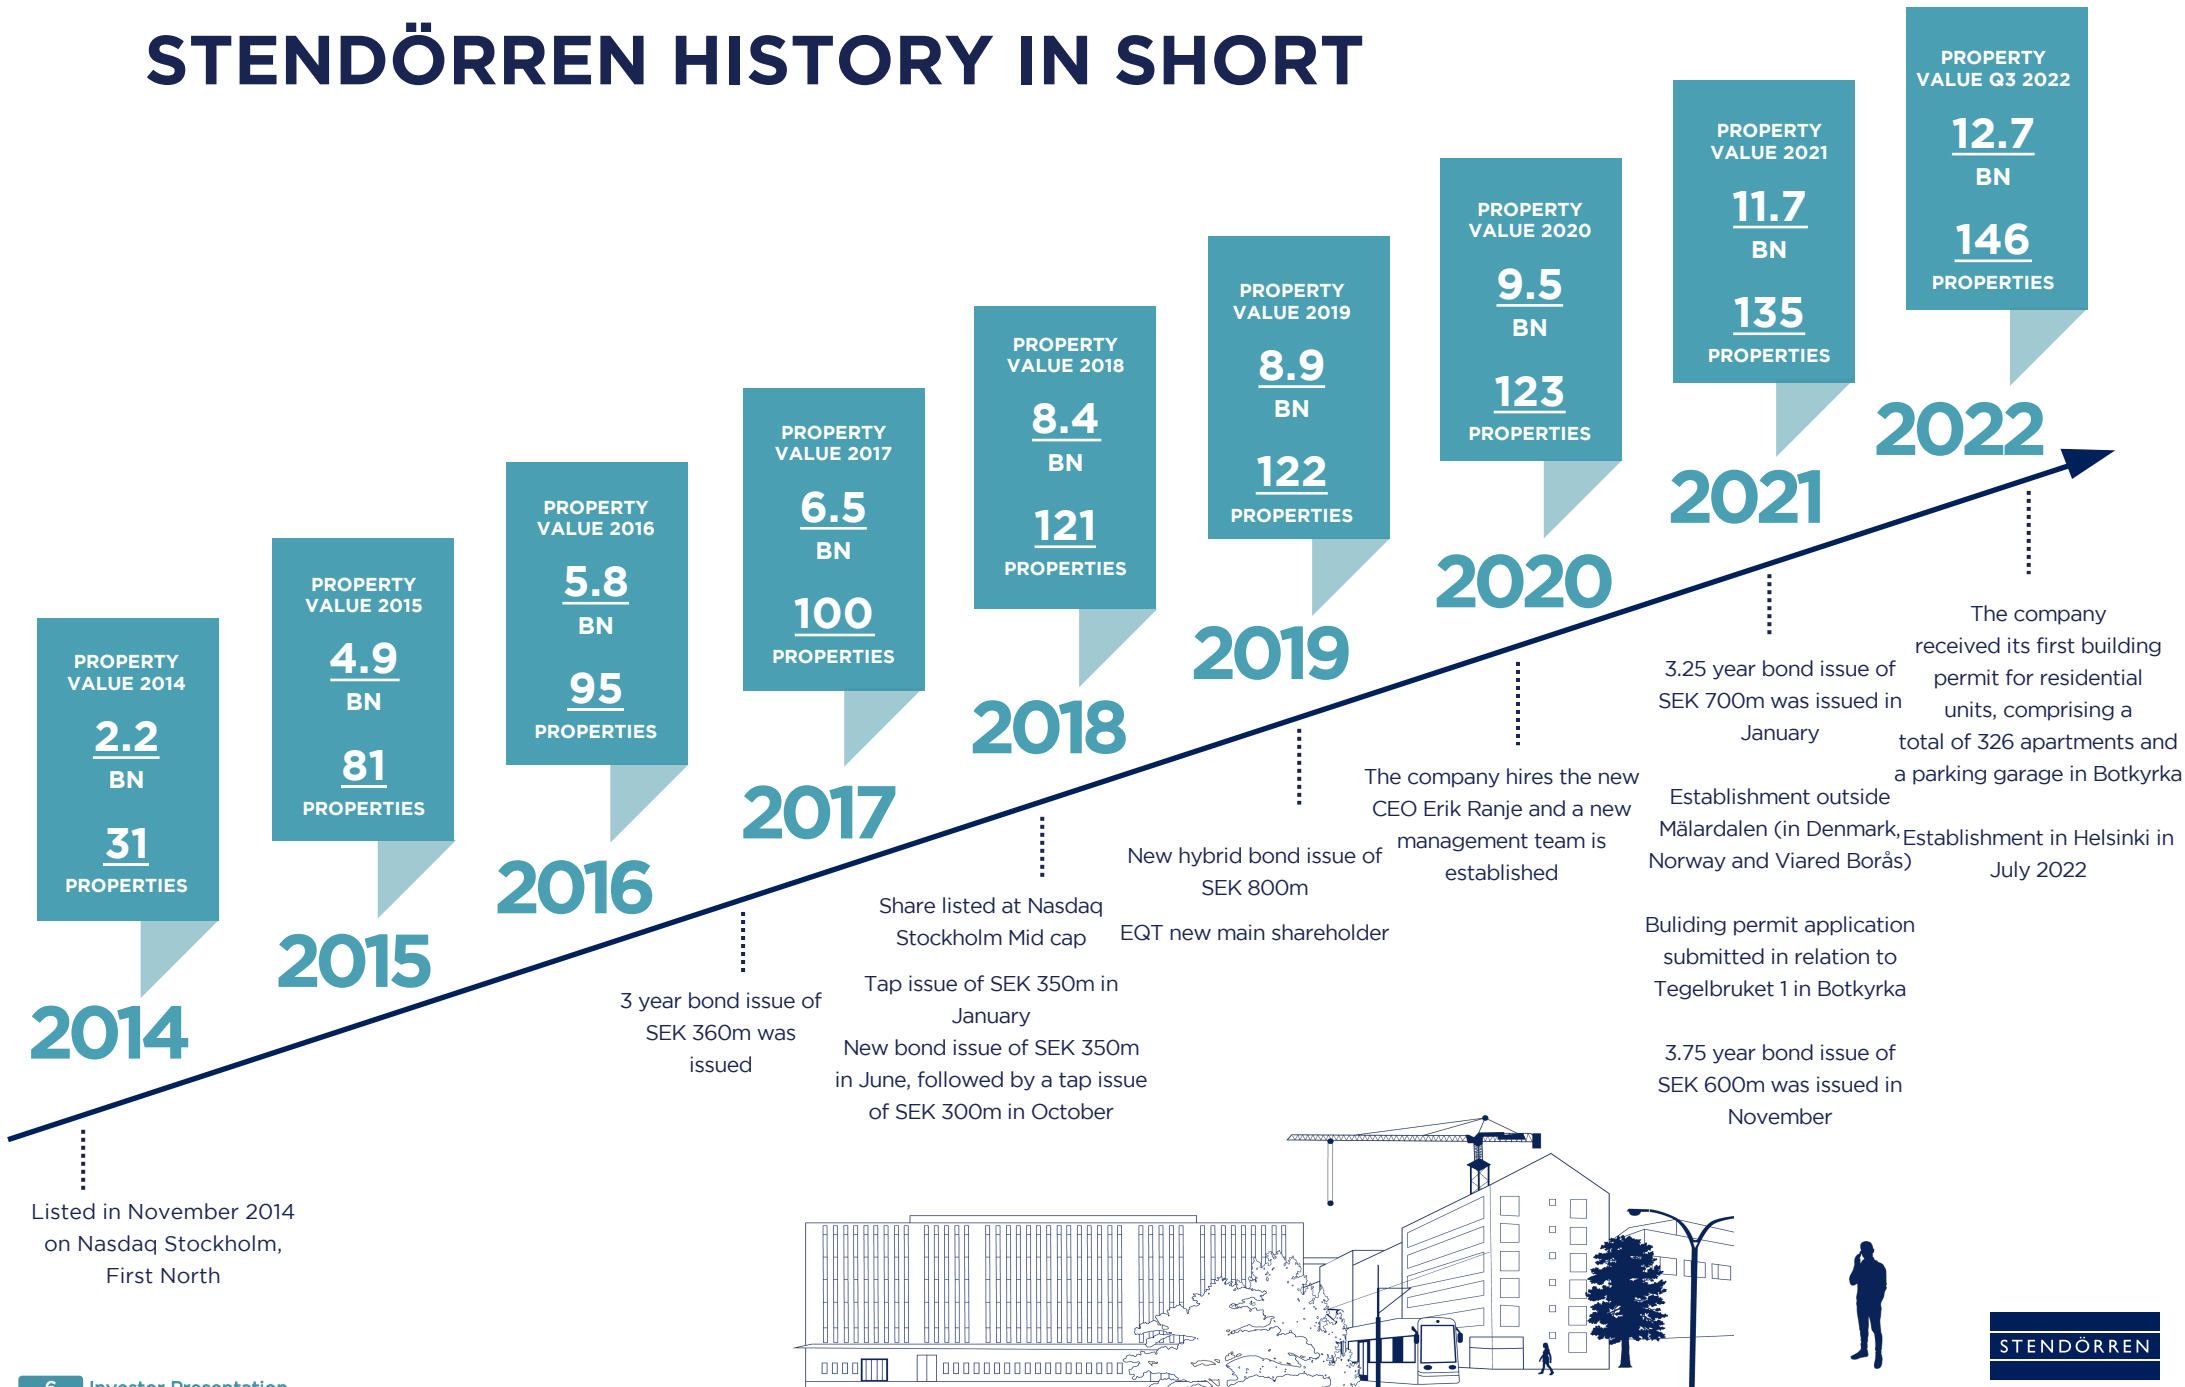 STENDÖRREN HISTORY IN SHORT
PROPERTY
VALUE 2014
2.2
BN
31
PROPERTIES
2014
Listed in November 2014
on Nasdaq Stockholm,
First North
PROPERTY
VALUE 2015
4.9
BN
81
PROPERTIES
2015
PROPERTY
VALUE 2016
5.8
BN
95
PROPERTIES
2016
PROPERTY
VALUE 2017
6.5
BN
100
PROPERTIES
2017
3 year bond issue of
SEK 360m was
issued
PROPERTY
VALUE 2018
8.4
BN
121
PROPERTIES
2018
Share listed at Nasdaq
Stockholm Mid cap
Tap issue of SEK 350m in
January
New bond issue of SEK 350m
in June, followed by a tap issue
of SEK 300m in October
PROPERTY
VALUE 2019
8.9
BN
122
PROPERTIES
2019
New hybrid bond issue of
SEK 800m
EQT new main shareholder
PROPERTY
VALUE 2020
9.5
BN
123
PROPERTIES
2020
The company hires the new
CEO Erik Ranje and a new
management team is
established
PROPERTY
VALUE 2021
11.7
BN
135
PROPERTIES
2021
3.25 year bond issue of
SEK 700m was issued in
January
Establishment outside
Mälardalen (in Denmark,
Norway and Viared Borås)
Buliding permit application
submitted in relation to
Tegelbruket 1 in Botkyrka
3.75 year bond issue of
SEK 600m was issued in
November
PROPERTY
VALUE Q3 2022
12.7
BN
146
PROPERTIES
2022
The company
received its first building
permit for residential
units, comprising a
total of 326 apartments and
a parking garage in Botkyrka
Establishment in Helsinki in
July 2022
STENDÖRREN
6 Investor Presentation